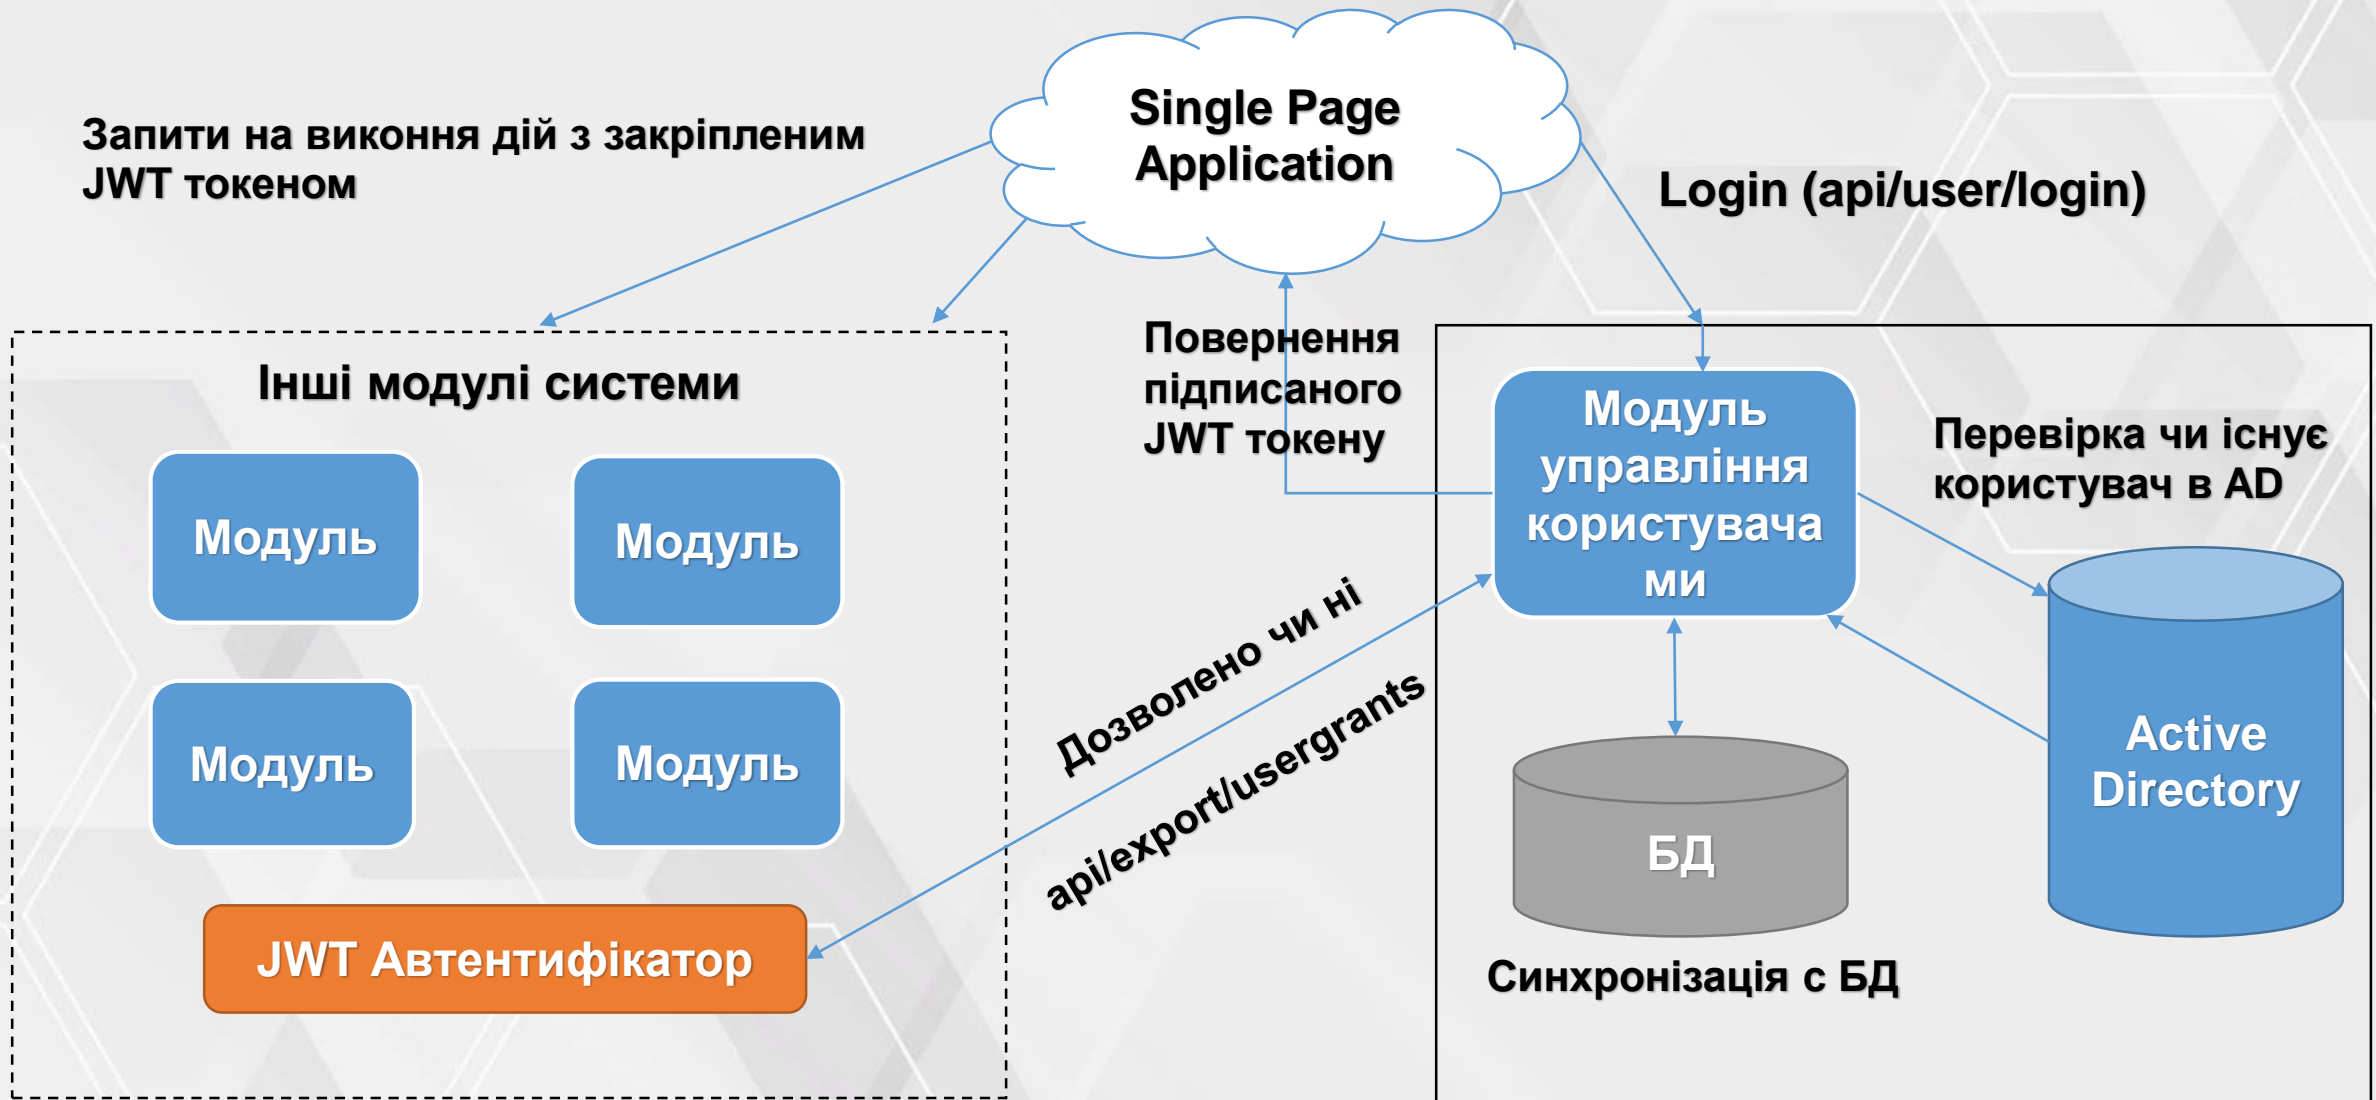 Single Page
Application
Запити на виконня дій з закріпленим
JWT токеном
Login (api/user/login)
Повернення
підписаного
JWT токену
Інші модулі системи
Модуль
Модуль
Модуль
Модуль
JWT Автентифікатор
Дозволено чи ні
api/export/usergrants
Модуль
управління
користувача
ми
Перевірка чи існує
користувач в AD
Active
Directory
БД
Синхронізація с БД